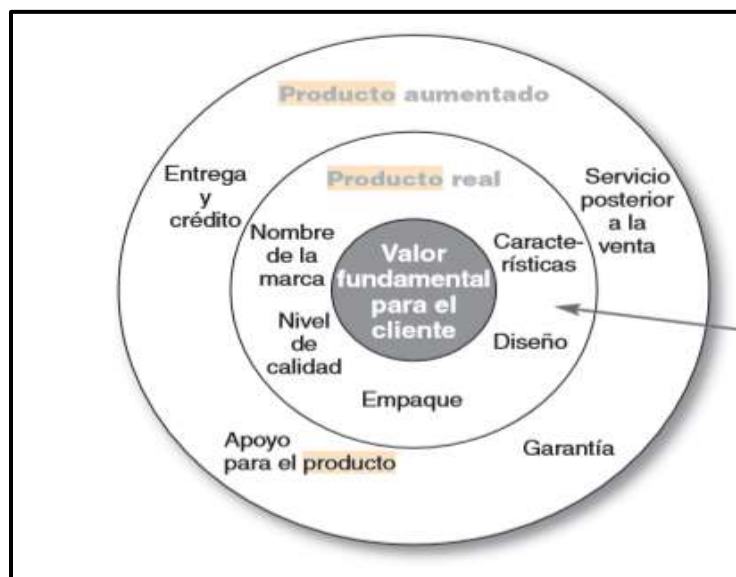 Producto aumentado
Producto real
Entrega
y
crédito
Servicio
posterior
a la
venta
Nombre
de la
marca
Valor
fundamental
para el
cliente
Caracte-
rísticas
Nivel
de
calidad
Diseño
Empaque
Apoyo
para el producto
Garantía